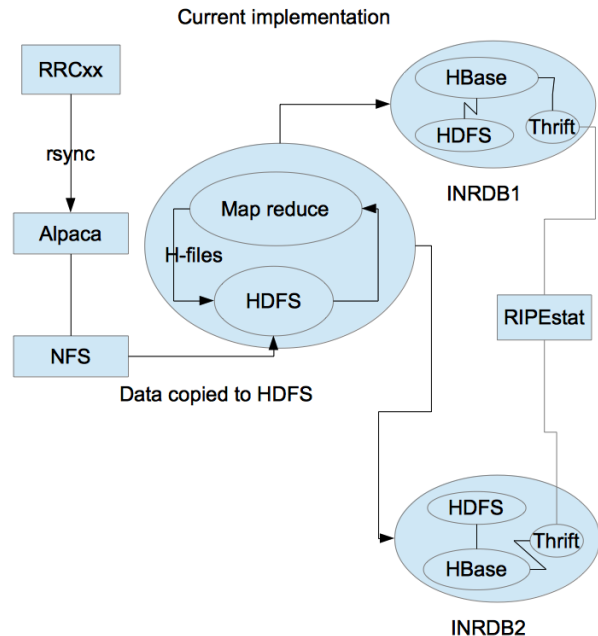 Current implementation
RRCxx
rsync
Alpaca
NFS
Data copied to HDFS
Map reduce
H-files
HDFS
HBase
HDFS
Thrift
INRDB1
RIPEstat
HDFS
Thrift
HBase
INRDB2